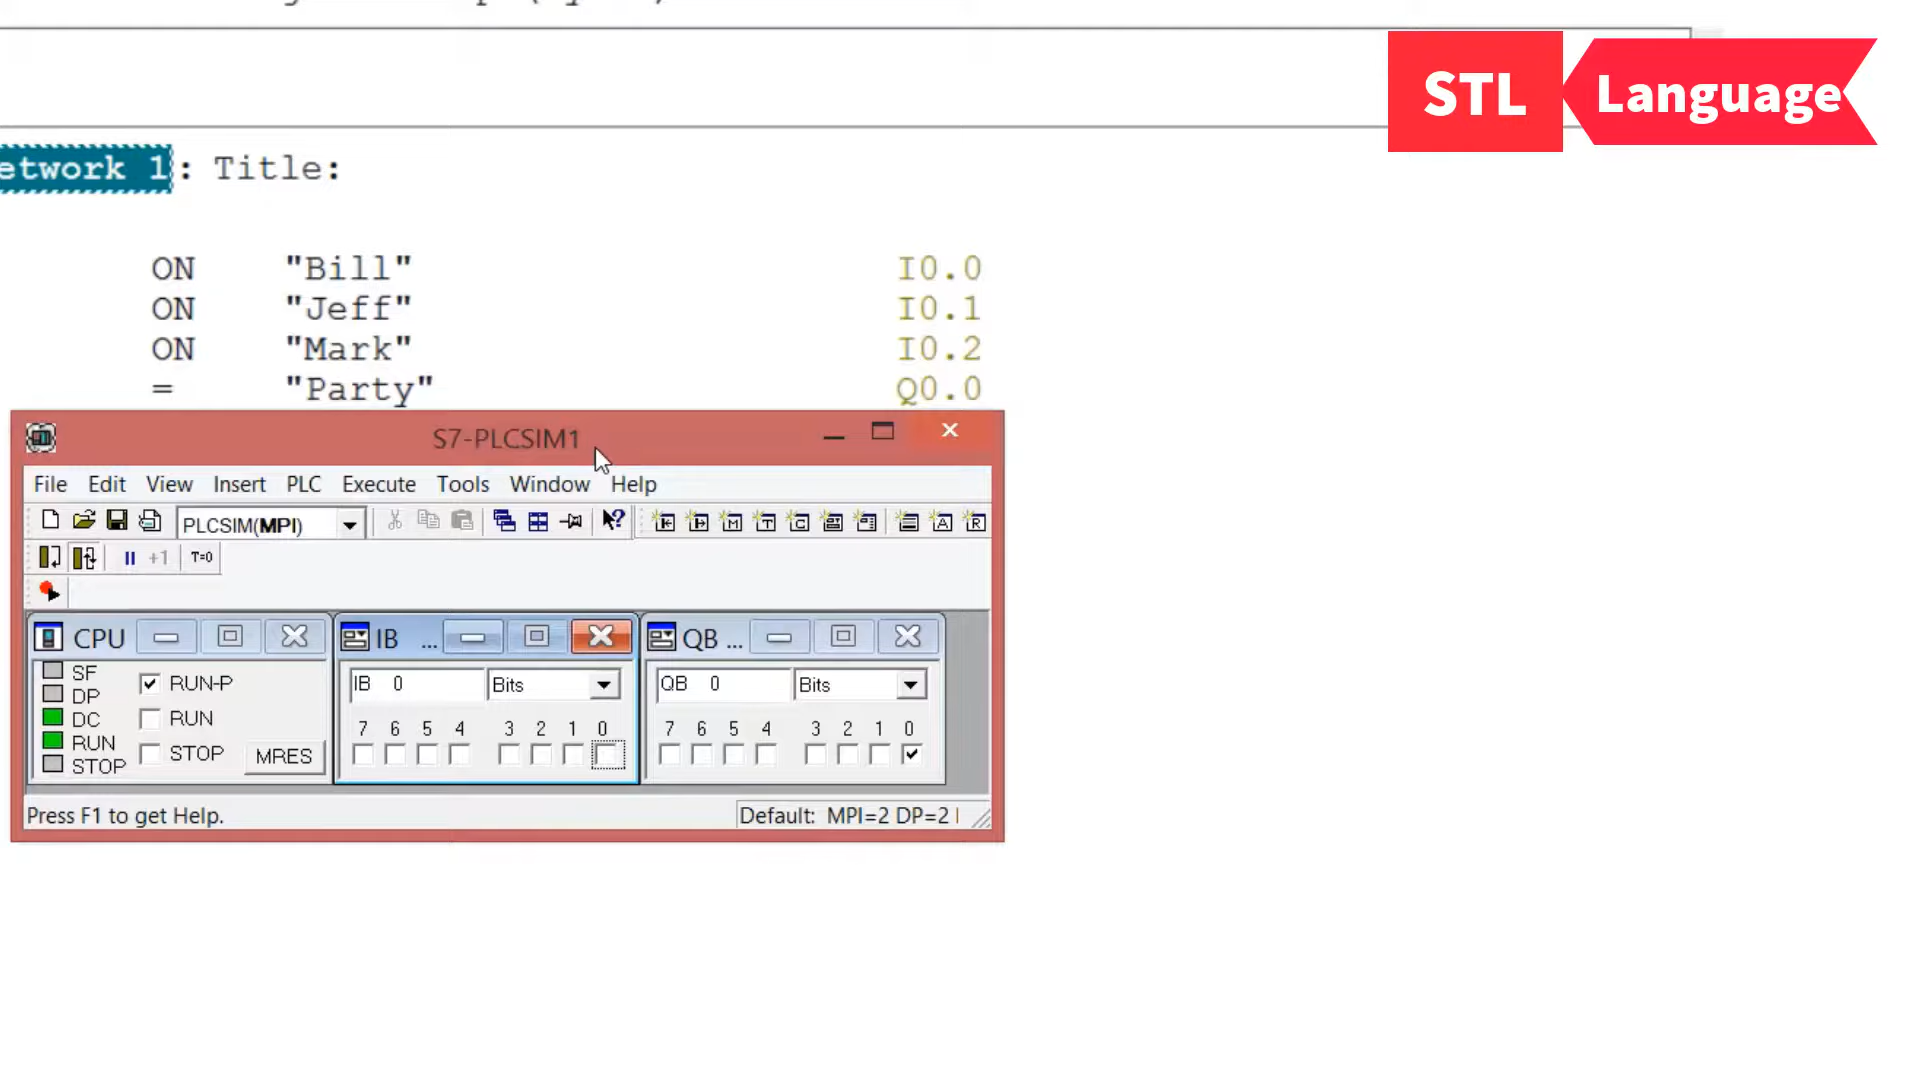 STL Language
etwork 1: Title:
ON "Bill" I0.0
ON "Jeff" I0.1
ON "Mark" I0.2
= "Party" Q0.0
S7-PLCSIM1
File Edit View Insert PLC Execute Tools Window Help
PLCSIM(MPI)
+1 T=0
CPU
SF
DP
DC
RUN
STOP
RUN-P
RUN
STOP
MRES
IB ...
IB 0 Bits
7 6 5 4 3 2 1 0
QB ...
QB 0 Bits
7 6 5 4 3 2 1 0
Press F1 to get Help.
Default: MPI=2 DP=2